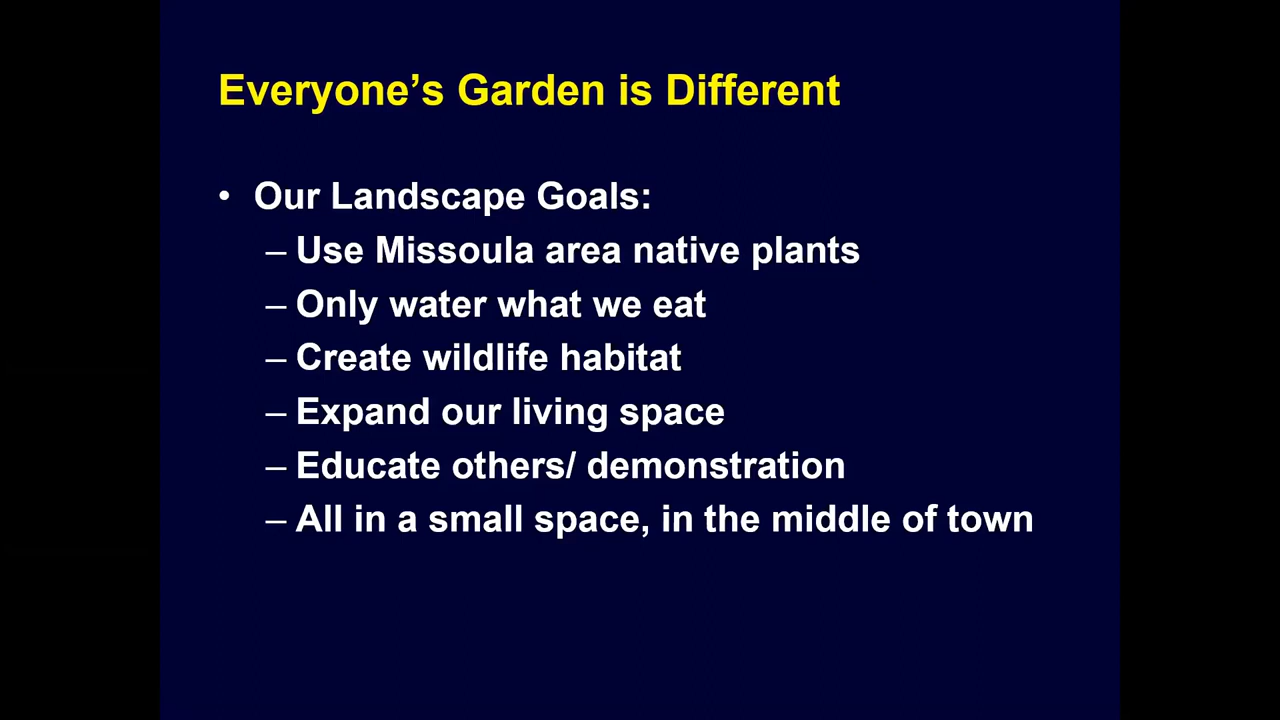 Everyone’s Garden is Different
• Our Landscape Goals:
– Use Missoula area native plants
– Only water what we eat
– Create wildlife habitat
– Expand our living space
– Educate others/ demonstration
– All in a small space, in the middle of town